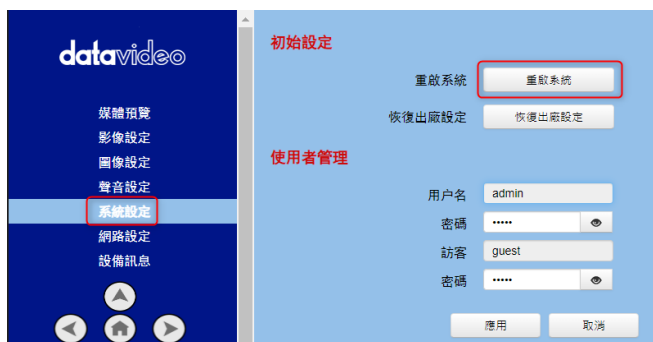 datavideo
媒體預覽
影像設定
圖像設定
聲音設定
系統設定
網路設定
設備訊息
初始設定
重啟系統 重啟系統
恢復出廠設定 恢復出廠設定
使用者管理
用户名 admin
密碼 •••••
訪客 guest
密碼 •••••
應用 取消